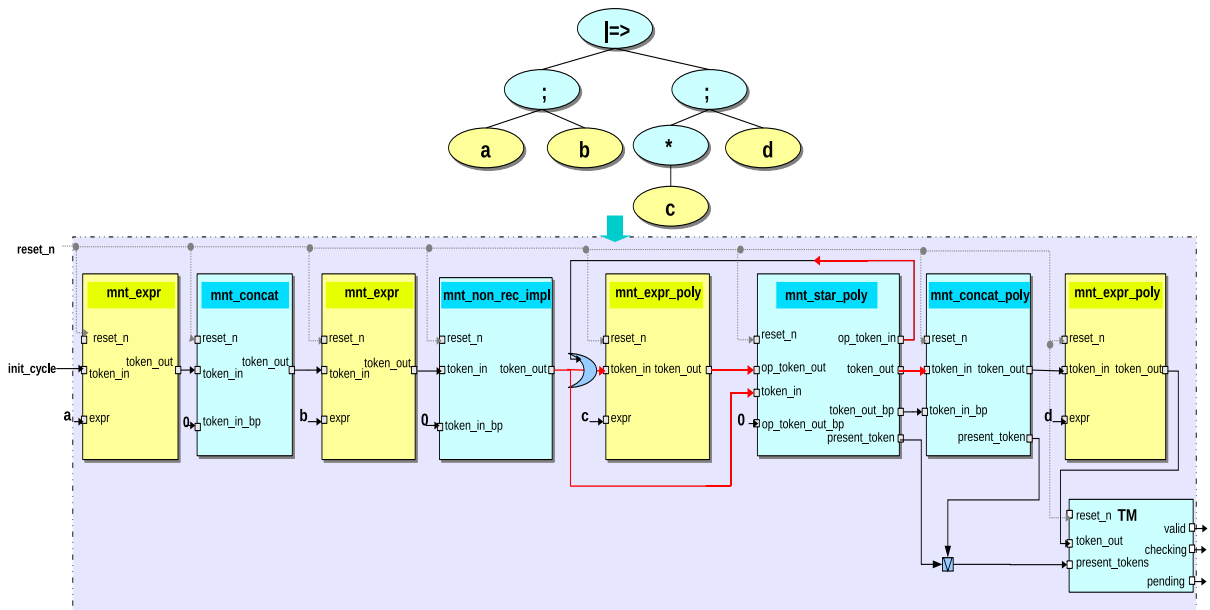 |=>
; ;
a b * d
c
reset_n
mnt_expr mnt_concat mnt_expr mnt_non_rec_impl mnt_expr_poly mnt_star_poly mnt_concat_poly mnt_expr_poly
reset_n reset_n reset_n reset_n reset_n reset_n op_token_in reset_n reset_n
init_cycle token_in token_out token_in token_out token_in token_out token_in token_out token_in token_out op_token_out token_out token_in token_out token_in token_out
token_in
a expr 0 token_in_bp b expr 0 token_in_bp c expr 0 op_token_out_bp token_out_bp token_in_bp d expr
present_token present_token
reset_n TM valid
token_out checking
V present_tokens
pending